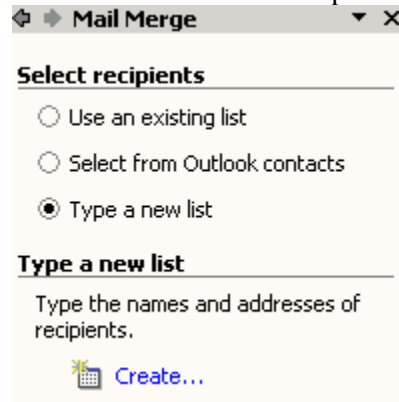 Mail Merge
Select recipients
Use an existing list
Select from Outlook contacts
Type a new list
Type a new list
Type the names and addresses of
recipients.
Create...